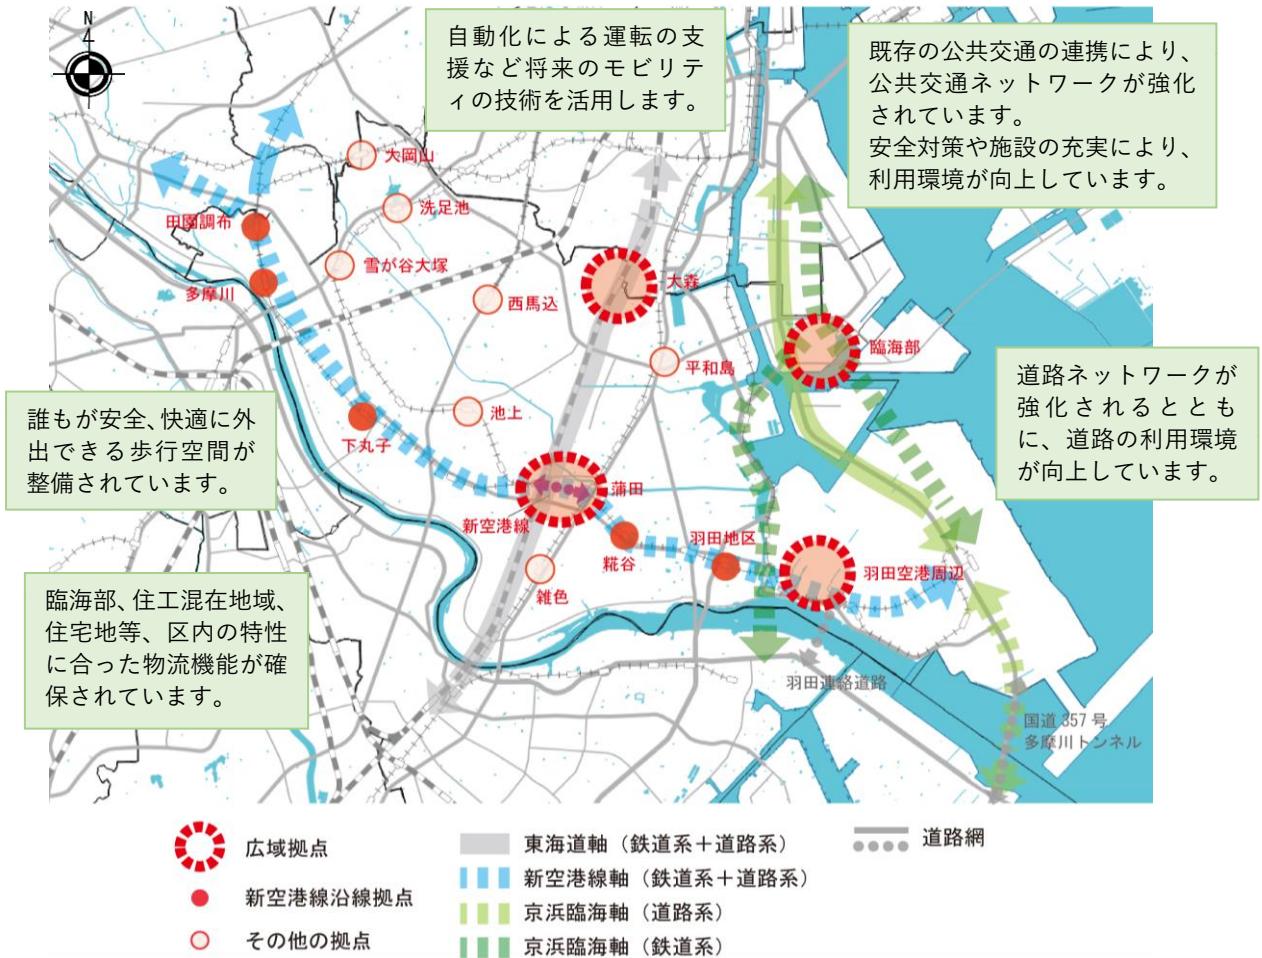 N
自動化による運転の支
援など将来のモビリテ
ィの技術を活用します。
既存の公共交通の連携により、
公共交通ネットワークが強化
されています。
安全対策や施設の充実により、
利用環境が向上しています。
大岡山
洗足池
田園調布
雪が谷大塚
多摩川
西馬込
大森
臨海部
平和島
道路ネットワークが
強化されるととも
に、道路の利用環境
が向上しています。
誰もが安全、快適に外
出できる歩行空間が
整備されています。
池上
下丸子
蒲田
新空港線
糀谷
羽田地区
羽田空港周辺
雑色
臨海部、住工混在地域、
住宅地等、区内の特性
に合った物流機能が確
保されています。
羽田連絡道路
国道 357 号
多摩川トンネル
広域拠点
新空港線沿線拠点
その他の拠点
東海道軸（鉄道系＋道路系）
新空港線軸（鉄道系＋道路系）
京浜臨海軸（道路系）
京浜臨海軸（鉄道系）
道路網